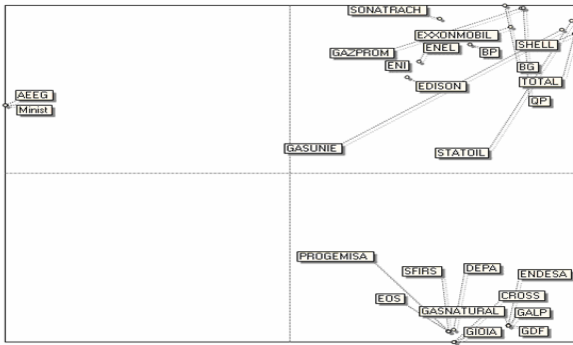 SONATRACH
EXXONMOBIL
GAZPROM
ENEL
BP
SHELL
ENI
BG
EDISON
TOTAL
AEEG
QP
Minist
GASUNIE
STATOIL
PROGEMISA
SFIRS
DEPA
ENDESA
EOS
CROSS
GASNATURAL
GALP
GIOIA
GDF